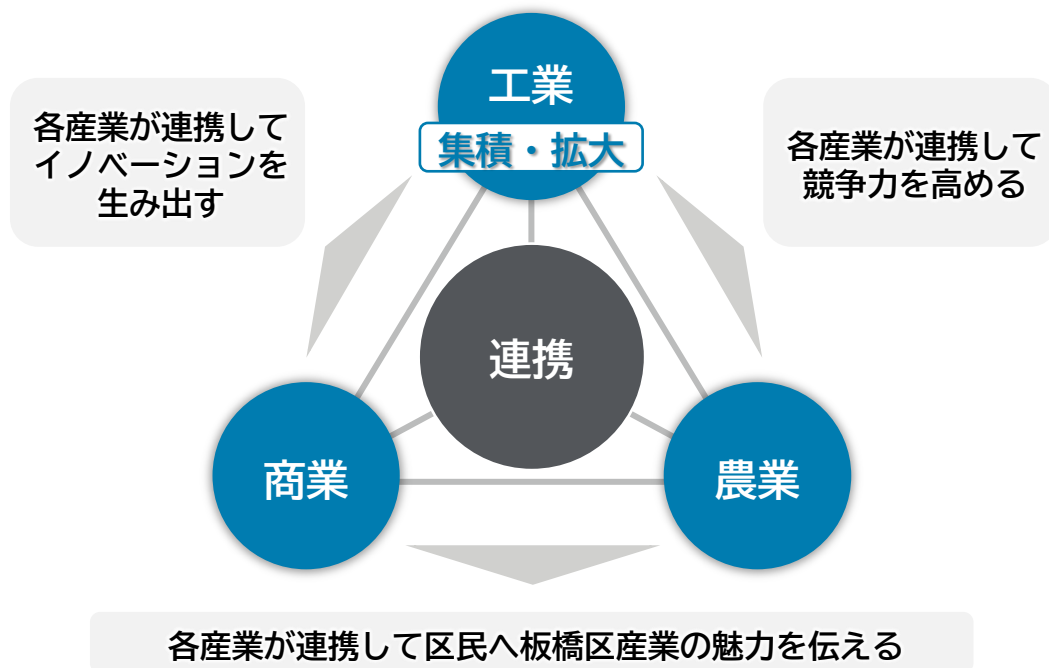 工業
集積・拡大
各産業が連携して
イノベーションを
生み出す
各産業が連携して
競争力を高める
連携
商業
農業
各産業が連携して区民へ板橋区産業の魅力を伝える